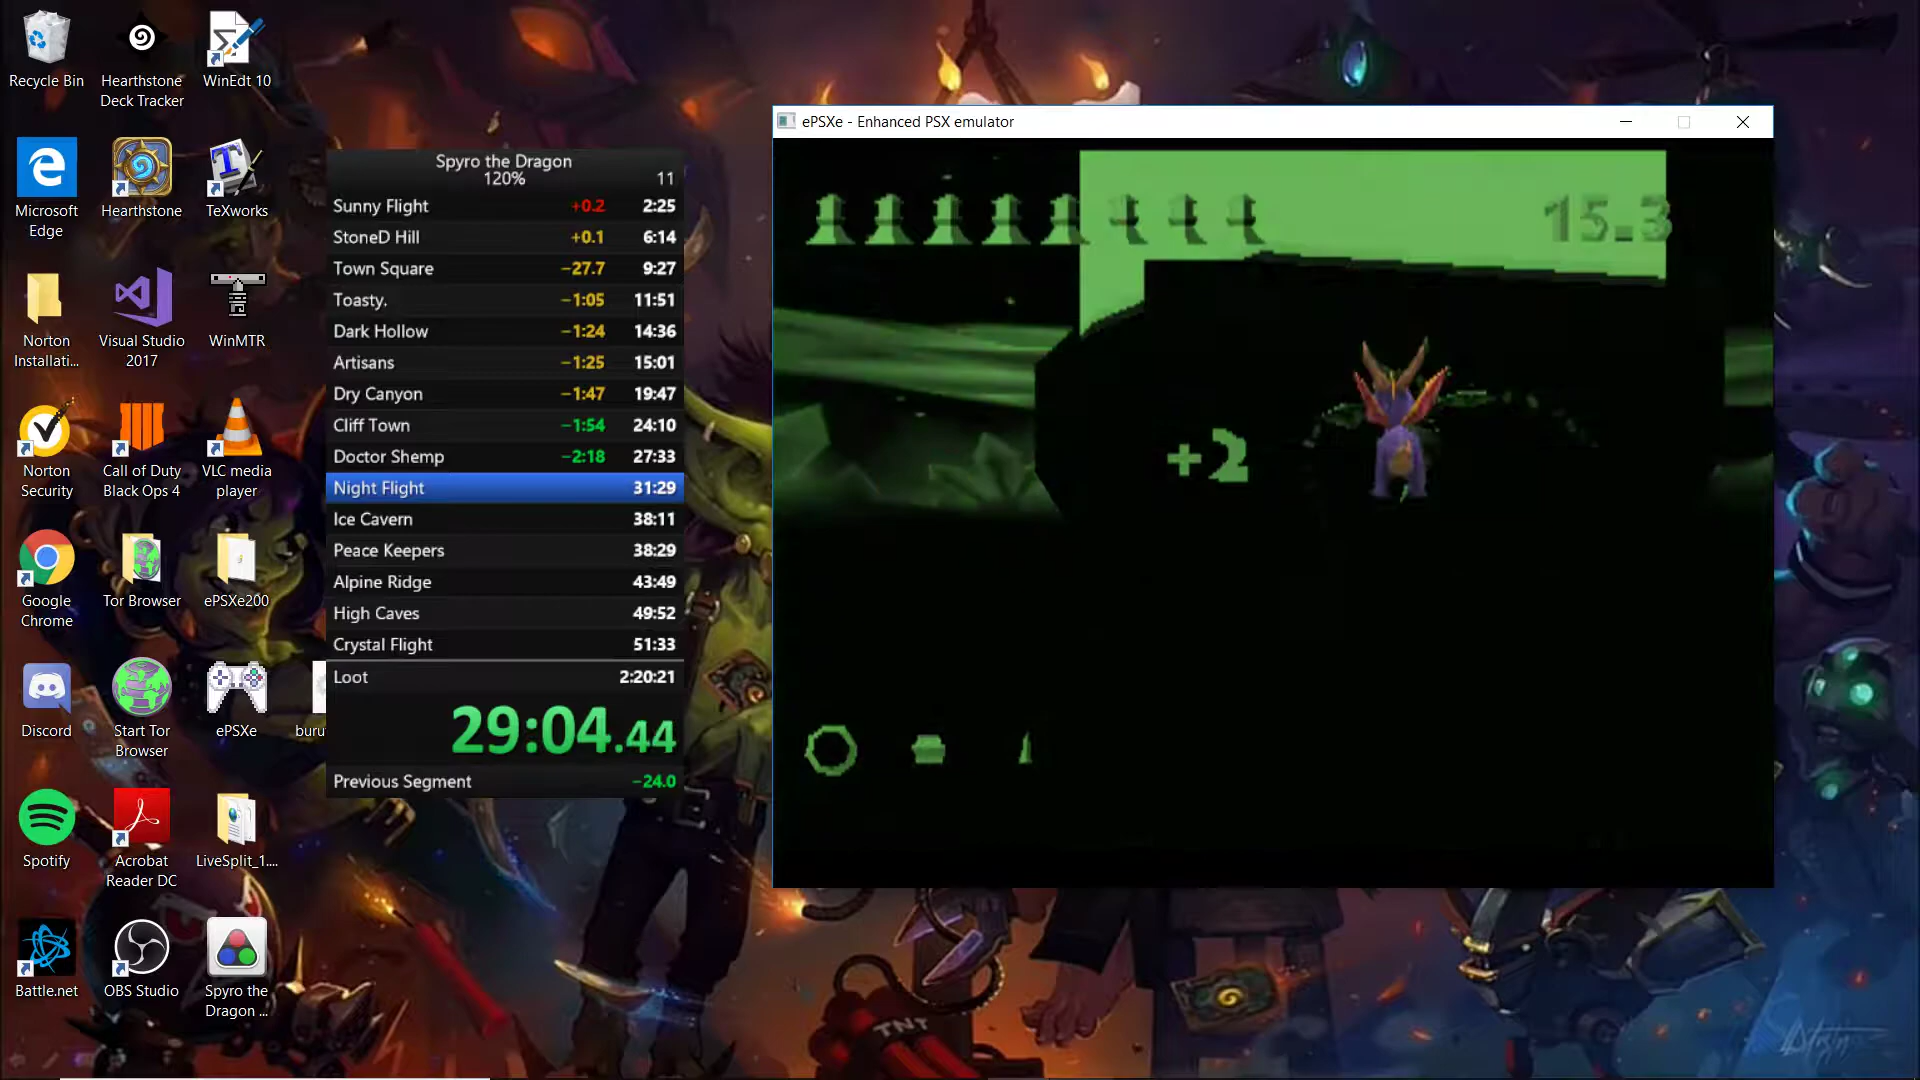 Recycle Bin
Hearthstone
Deck Tracker
WinEdt 10
Microsoft
Edge
Hearthstone
TeXworks
Norton
Installati...
Visual Studio
2017
WinMTR
Norton
Security
Call of Duty
Black Ops 4
VLC media
player
Google
Chrome
Tor Browser
ePSXe200
Discord
Start Tor
Browser
ePSXe
buru
Spotify
Acrobat
Reader DC
LiveSplit_1....
Battle.net
OBS Studio
Spyro the
Dragon ...
Spyro the Dragon
120% 11
Sunny Flight +0.2 2:25
StoneD Hill +0.1 6:14
Town Square −27.7 9:27
Toasty. −1:05 11:51
Dark Hollow −1:24 14:36
Artisans −1:25 15:01
Dry Canyon −1:47 19:47
Cliff Town −1:54 24:10
Doctor Shemp −2:18 27:33
Night Flight 31:29
Ice Cavern 38:11
Peace Keepers 38:29
Alpine Ridge 43:49
High Caves 49:52
Crystal Flight 51:33
Loot 2:20:21
29:04.44
Previous Segment −24.0
ePSXe - Enhanced PSX emulator
15.3
+2
TNT